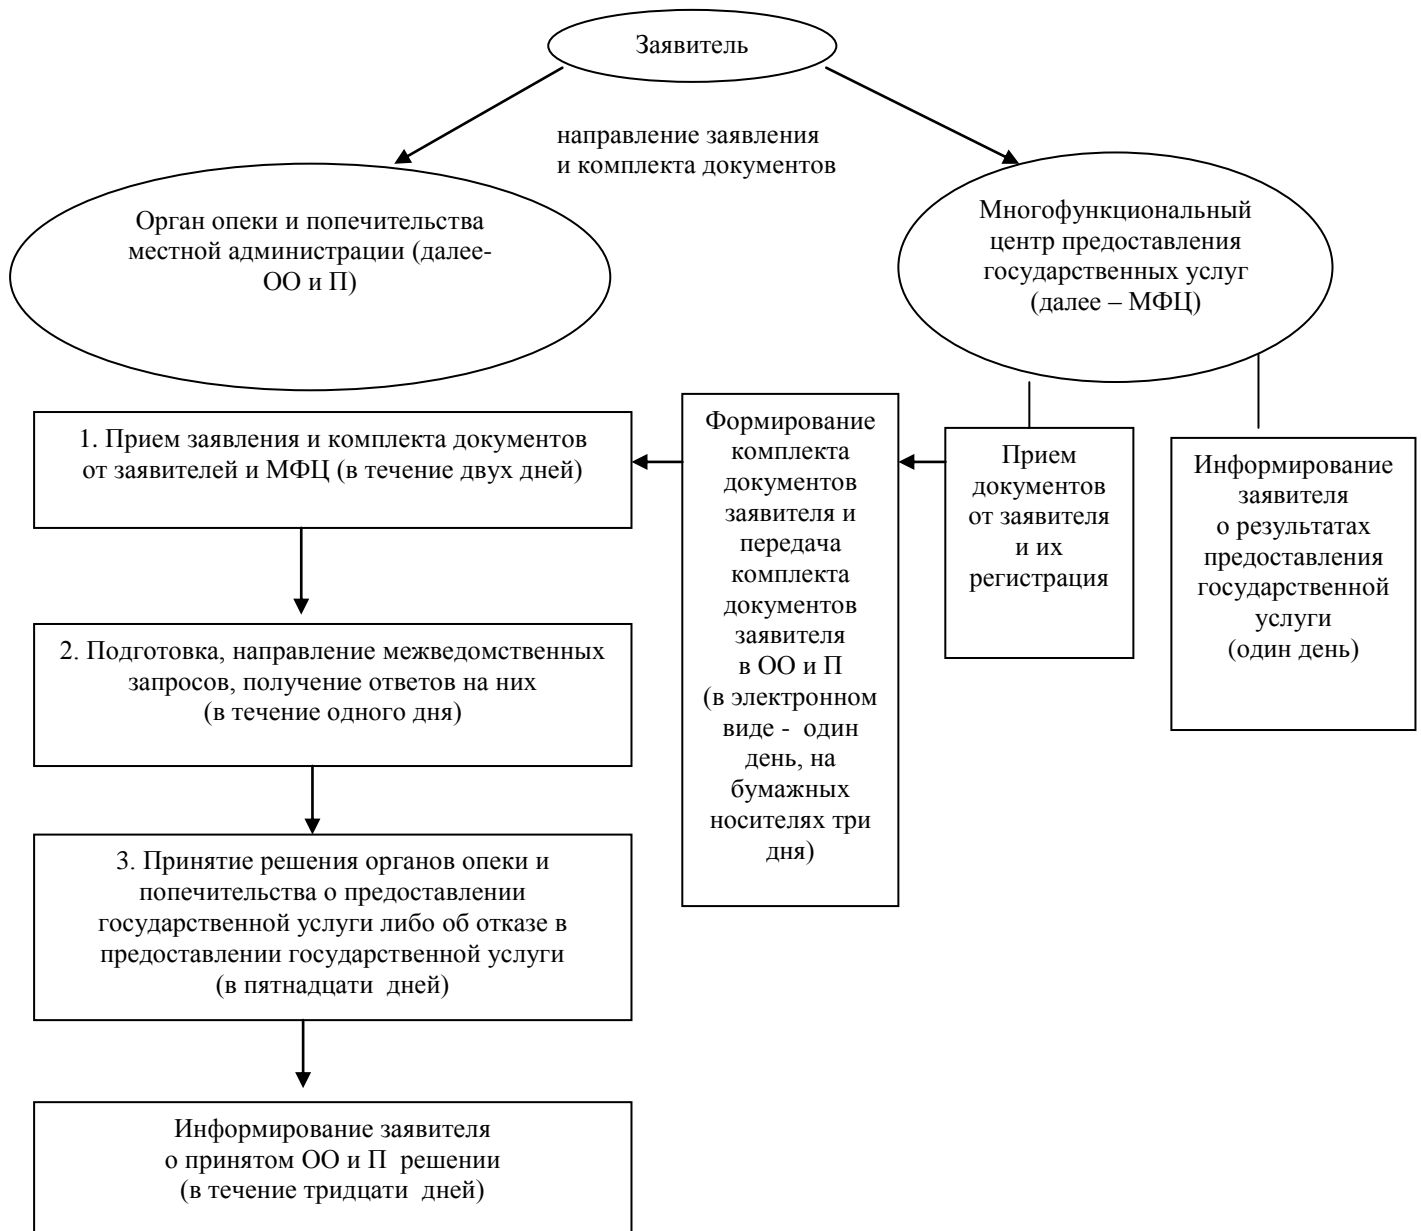 Заявитель
направление заявления
и комплекта документов
Орган опеки и попечительства
местной администрации (далее-
ОО и П)
Многофункциональный
центр предоставления
государственных услуг
(далее – МФЦ)
1. Прием заявления и комплекта документов
от заявителей и МФЦ (в течение двух дней)
Формирование
комплекта
документов
заявителя и
передача
комплекта
документов
заявителя
в ОО и П
(в электронном
виде - один
день, на
бумажных
носителях три
дня)
Прием
документов
от заявителя
и их
регистрация
Информирование
заявителя
о результатах
предоставления
государственной
услуги
(один день)
2. Подготовка, направление межведомственных
запросов, получение ответов на них
(в течение одного дня)
3. Принятие решения органов опеки и
попечительства о предоставлении
государственной услуги либо об отказе в
предоставлении государственной услуги
(в пятнадцати дней)
Информирование заявителя
о принятом ОО и П решении
(в течение тридцати дней)